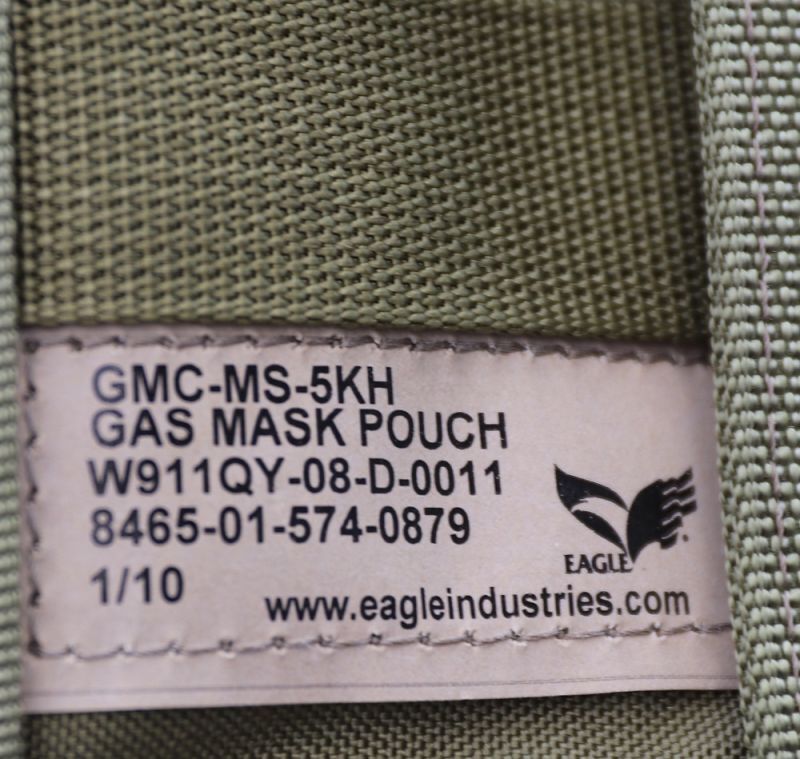 GMC-MS-5KH
GAS MASK POUCH
W911QY-08-D-0011
8465-01-574-0879
1/10
EAGLE
www.eagleindustries.com